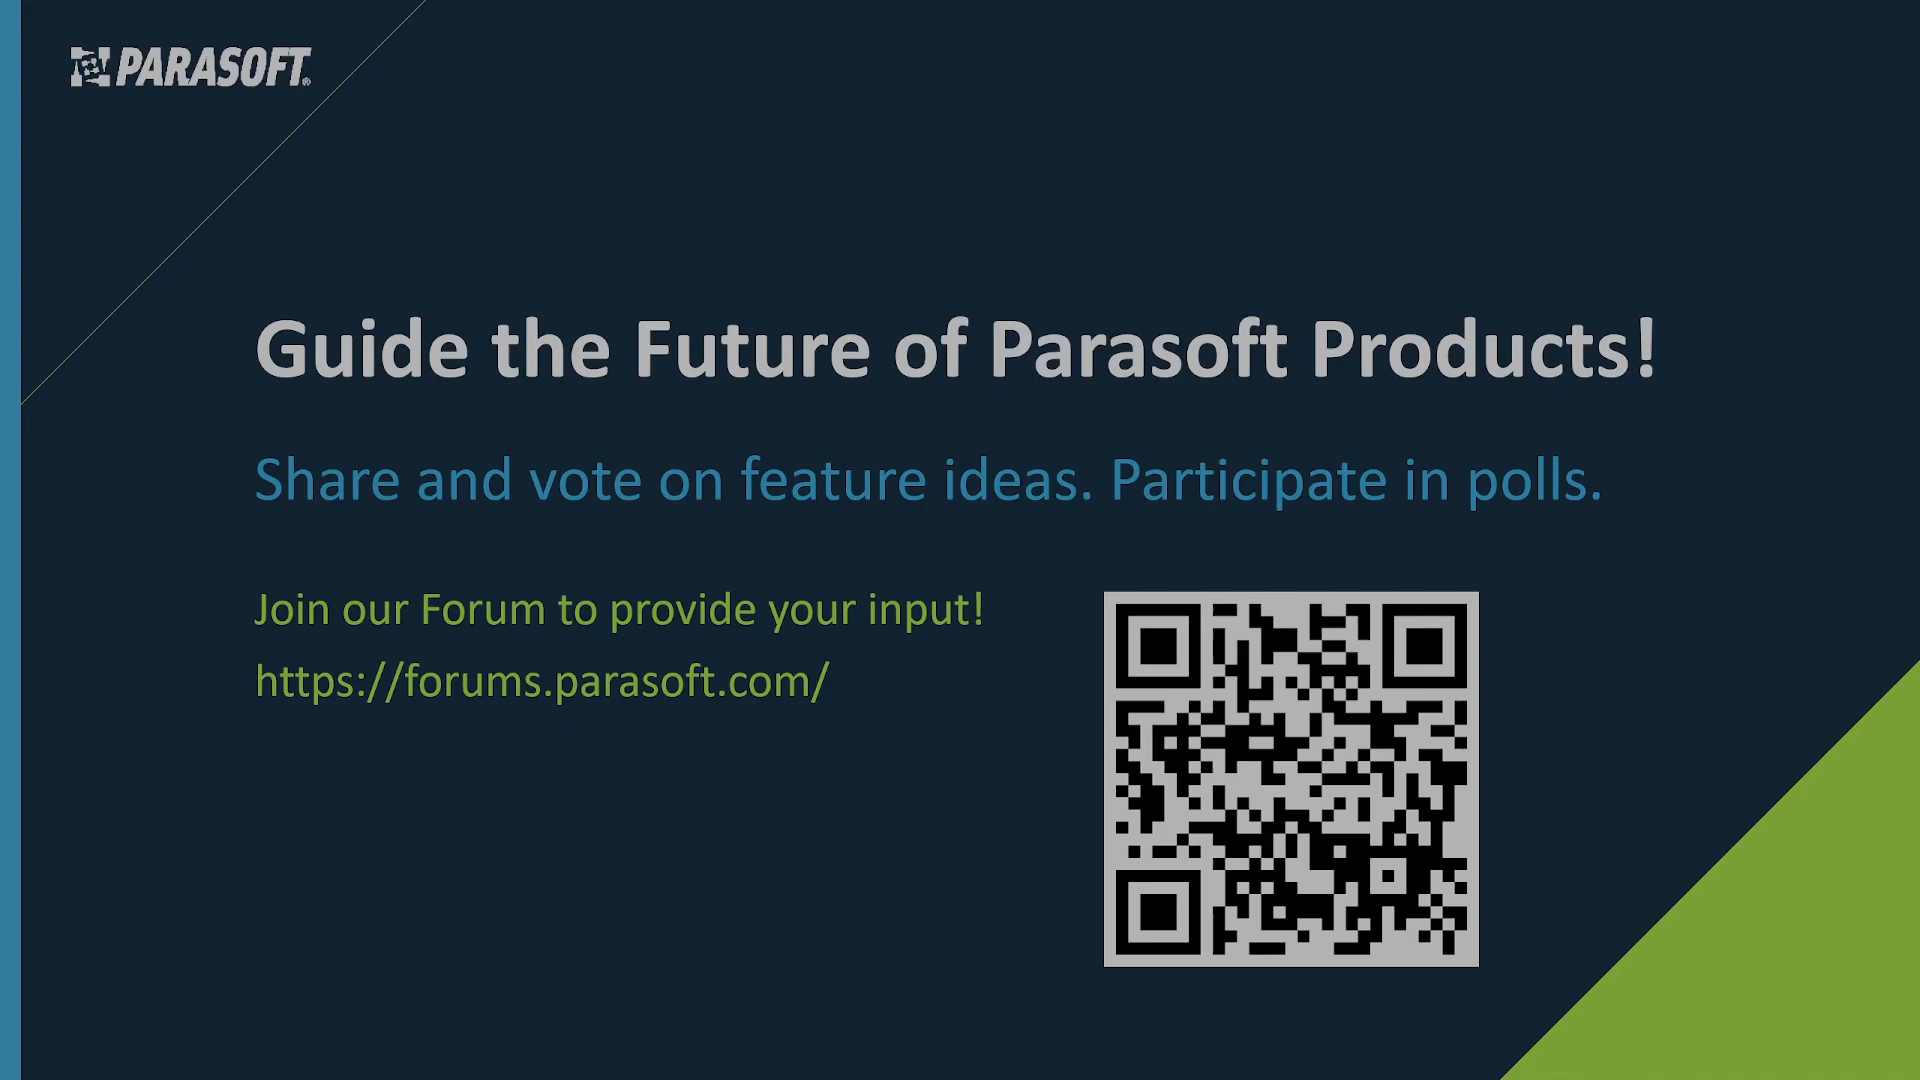 PARASOFT®
Guide the Future of Parasoft Products!
Share and vote on feature ideas. Participate in polls.
Join our Forum to provide your input!
https://forums.parasoft.com/